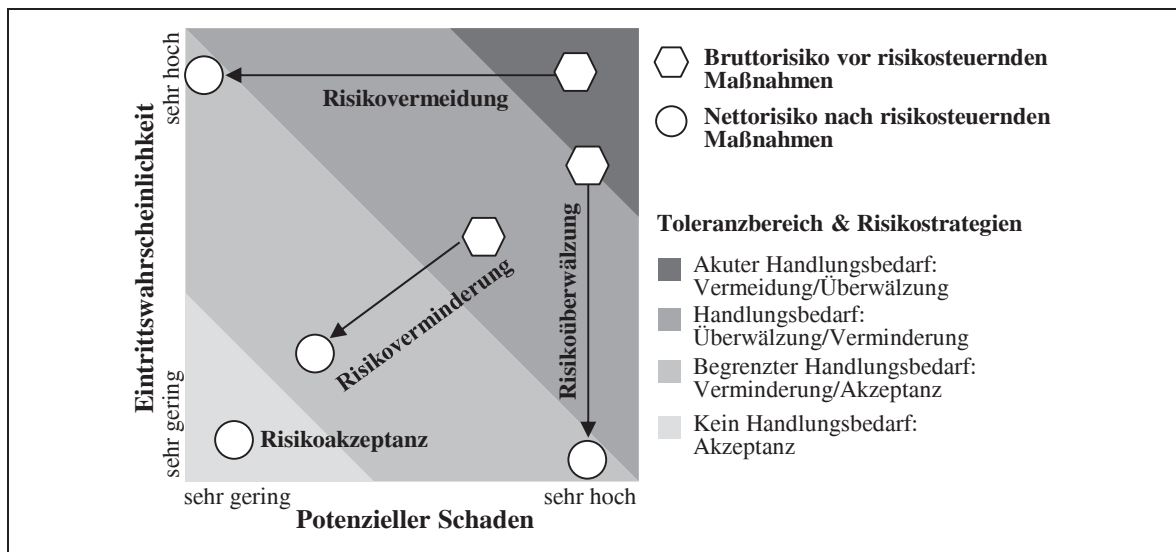 sehr hoch
Eintrittswahrscheinlichkeit
sehr gering
Risikovermeidung
Risikoverminderung
Risikoüberwälzung
Risikoakzeptanz
sehr gering
sehr hoch
Potenzieller Schaden
Bruttorisiko vor risikosteuernden
Maßnahmen
Nettorisiko nach risikosteuernden
Maßnahmen
Toleranzbereich & Risikostrategien
Akuter Handlungsbedarf:
Vermeidung/Überwälzung
Handlungsbedarf:
Überwälzung/Verminderung
Begrenzter Handlungsbedarf:
Verminderung/Akzeptanz
Kein Handlungsbedarf:
Akzeptanz